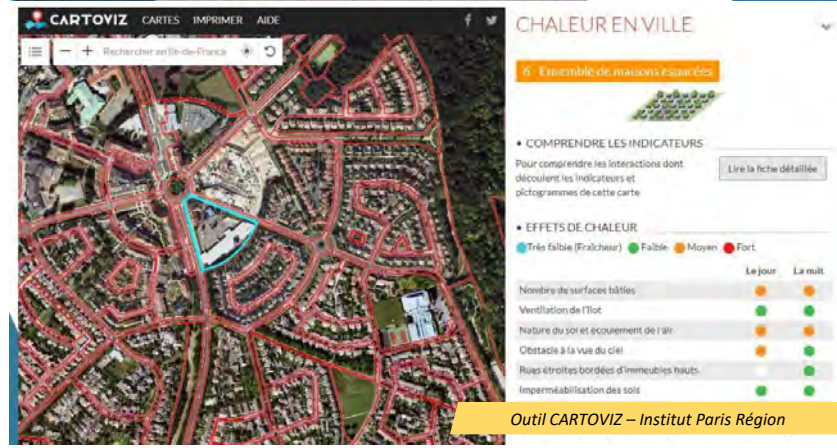 CARTOVIZ CARTES IMPRIMER AIDE
Rechercher en Ile-de-France
CHALEUR EN VILLE
6 - Ensemble de maisons espacées
• COMPRENDRE LES INDICATEURS
Pour comprendre les interactions dont
découlent les indicateurs et
pictogrammes de cette carte
Lire la fiche détaillée
• EFFETS DE CHALEUR
Très faible (Fraîcheur) Faible Moyen Fort
Le jour La nuit
Nombre de surfaces bâties
Ventilation de l'îlot
Nature du sol et écoulement de l'air
Obstacle à la vue du ciel
Rues étroites bordées d'immeubles hauts
Imperméabilisation des sols
Outil CARTOVIZ – Institut Paris Région